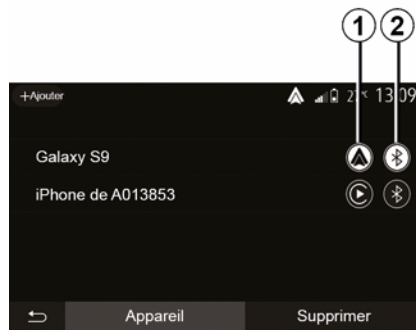 1 2
+Ajouter 13:09
Galaxy S9
iPhone de A013853
Appareil Supprimer